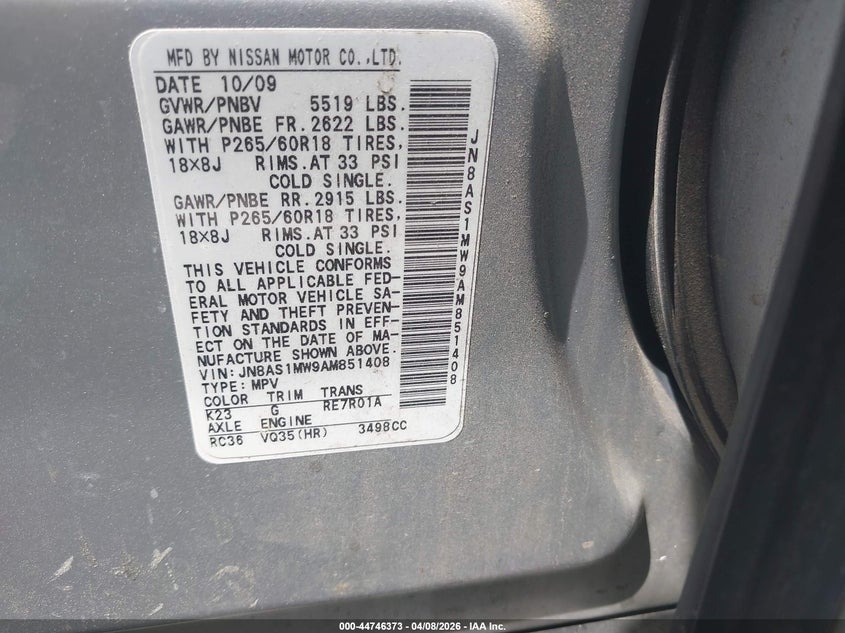 MFD BY NISSAN MOTOR CO.,LTD.
DATE 10/09
GVWR/PNBV 5519 LBS.
GAWR/PNBE FR. 2622 LBS.
WITH P265/60R18 TIRES,
18×8J RIMS. AT 33 PSI
COLD SINGLE.
GAWR/PNBE RR. 2915 LBS.
WITH P265/60R18 TIRES,
18×8J RIMS. AT 33 PSI
COLD SINGLE.
THIS VEHICLE CONFORMS
TO ALL APPLICABLE FED-
ERAL MOTOR VEHICLE SA-
FETY AND THEFT PREVEN-
TION STANDARDS IN EFF-
ECT ON THE DATE OF MA-
NUFACTURE SHOWN ABOVE.
VIN: JN8AS1MW9AM851408
TYPE: MPV
COLOR TRIM TRANS
K23 G RE7R01A
AXLE ENGINE
RC36 VQ35(HR) 3498CC
JN8AS1MW9AM851408
000-44746373 - 04/08/2026 - IAA Inc.